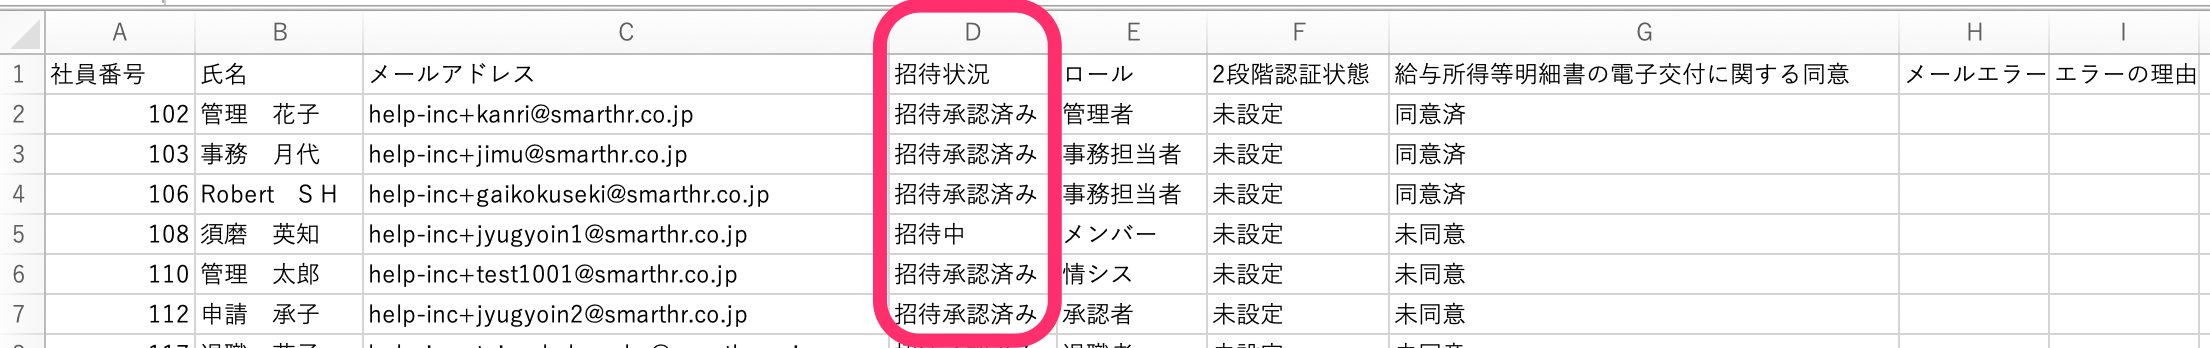 A B C D E F G H I
1 社員番号 氏名 メールアドレス 招待状況 ロール 2段階認証状態 給与所得等明細書の電子交付に関する同意 メールエラー エラーの理由
2 102 管理　花子 help-inc+kanri@smarthr.co.jp 招待承認済み 管理者 未設定 同意済
3 103 事務　月代 help-inc+jimu@smarthr.co.jp 招待承認済み 事務担当者 未設定 同意済
4 106 Robert　S H help-inc+gaikokuseki@smarthr.co.jp 招待承認済み 事務担当者 未設定 同意済
5 108 須磨　英知 help-inc+jyugyoin1@smarthr.co.jp 招待中 メンバー 未設定 未同意
6 110 管理　太郎 help-inc+test1001@smarthr.co.jp 招待承認済み 情シス 未設定 未同意
7 112 申請　承子 help-inc+jyugyoin2@smarthr.co.jp 招待承認済み 承認者 未設定 未同意